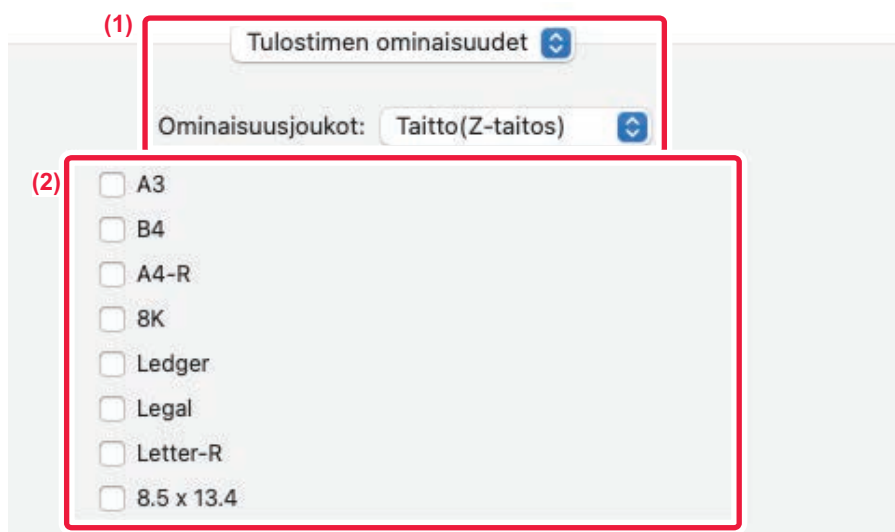 (1)
Tulostimen ominaisuudet
Ominaisuusjoukot: Taitto(Z-taitos)
(2)
A3
B4
A4-R
8K
Ledger
Legal
Letter-R
8.5 x 13.4